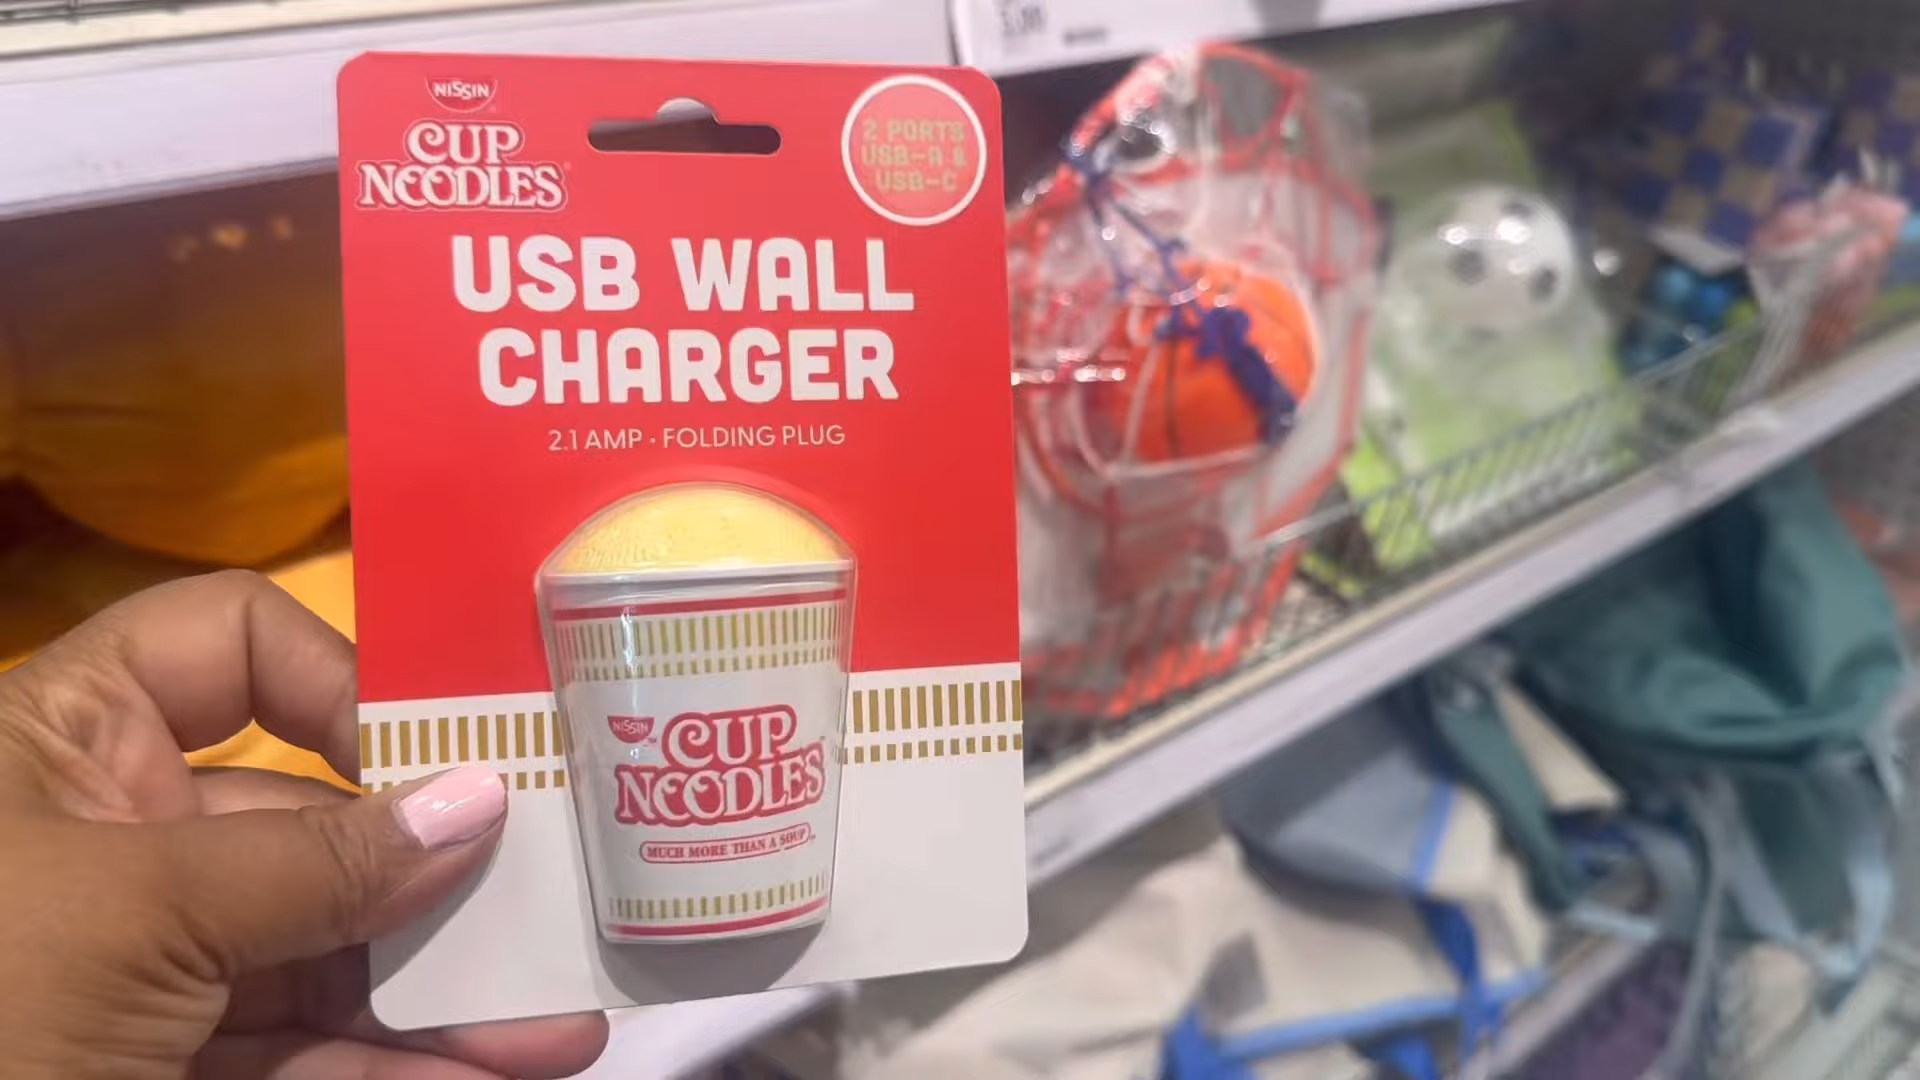 NISSIN
CUP
NOODLES
2 PORTS
USB-A &
USB-C
USB WALL
CHARGER
2.1 AMP · FOLDING PLUG
NISSIN
CUP
NOODLES
MUCH MORE THAN A SOUP